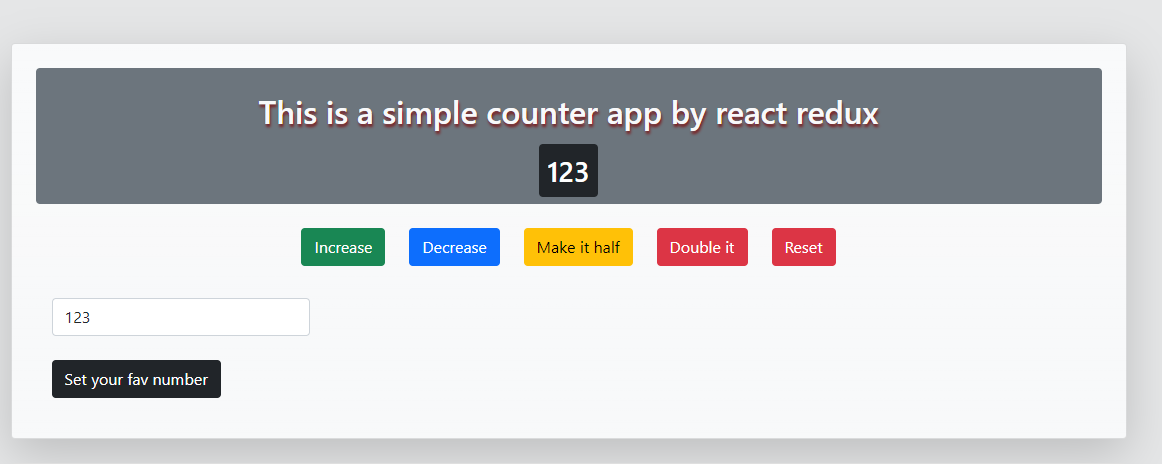 This is a simple counter app by react redux
123
Increase Decrease Make it half Double it Reset
123
Set your fav number